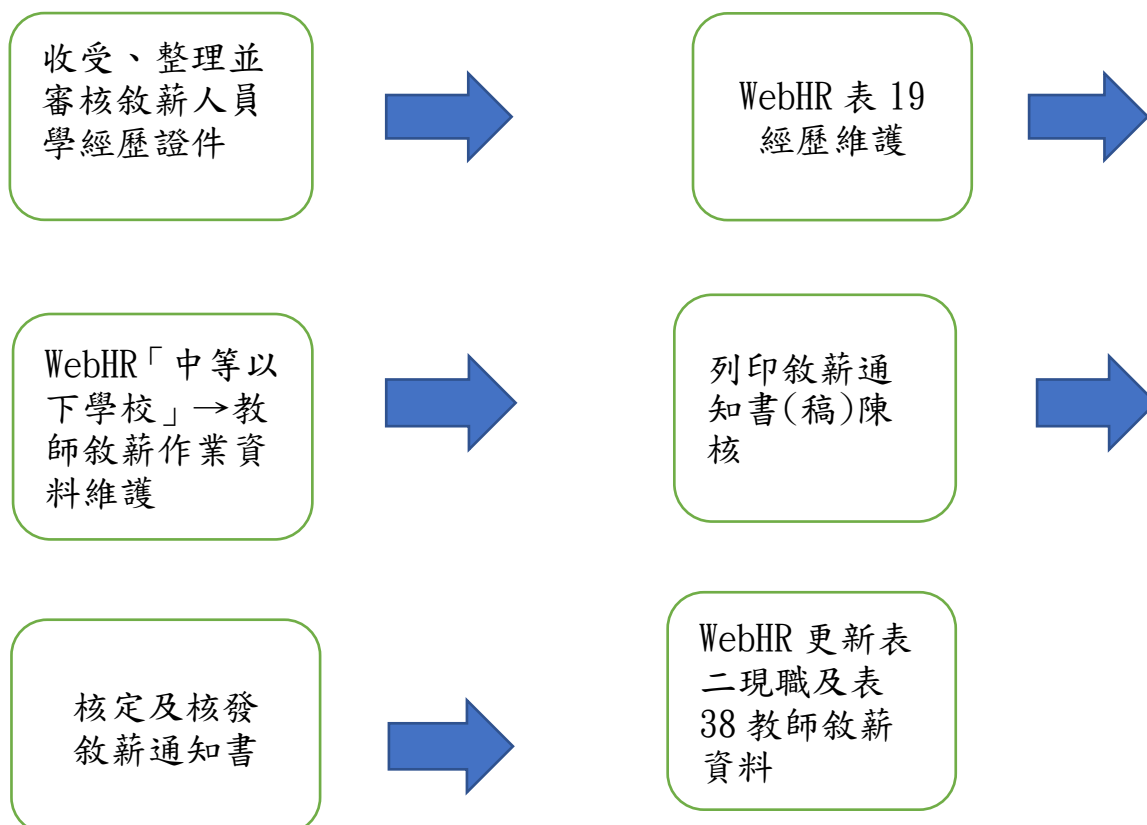 收受、整理並
審核敘薪人員
學經歷證件
WebHR 表 19
經歷維護
WebHR「中等以
下學校」→教
師敘薪作業資
料維護
列印敘薪通
知書(稿)陳
核
核定及核發
敘薪通知書
WebHR 更新表
二現職及表
38 教師敘薪
資料